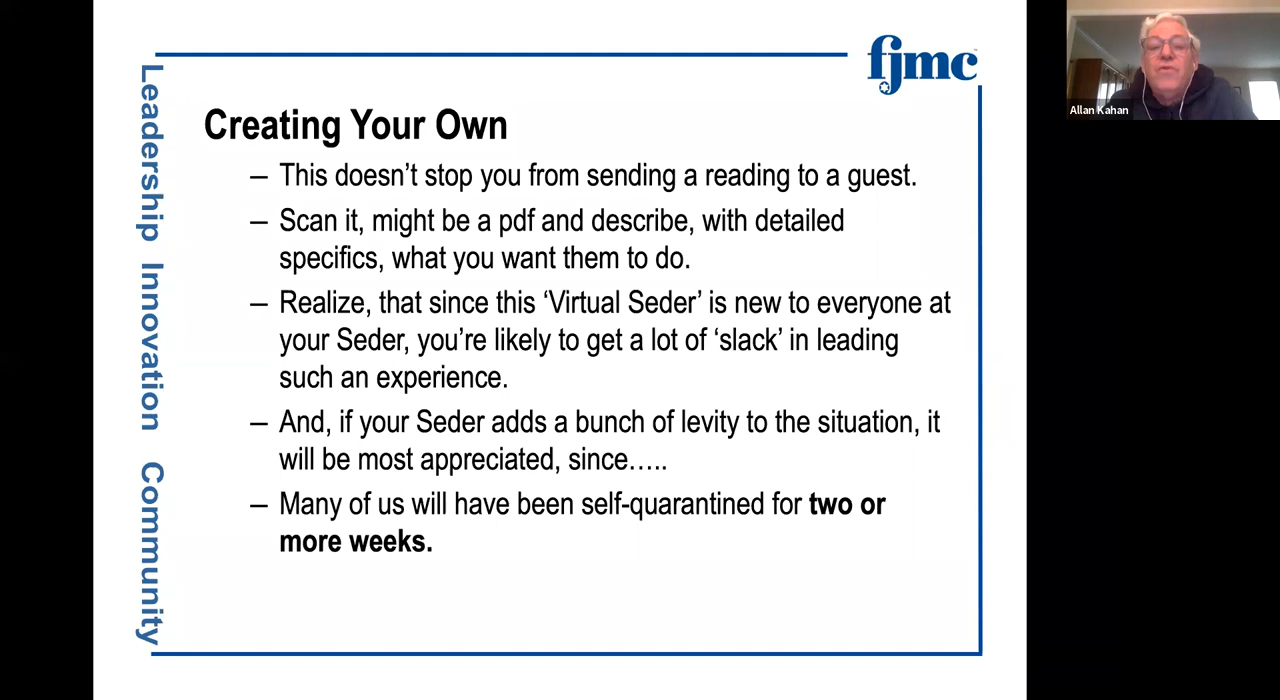 fjmc
Leadership Innovation Community
Creating Your Own
– This doesn’t stop you from sending a reading to a guest.
– Scan it, might be a pdf and describe, with detailed
specifics, what you want them to do.
– Realize, that since this ‘Virtual Seder’ is new to everyone at
your Seder, you’re likely to get a lot of ‘slack’ in leading
such an experience.
– And, if your Seder adds a bunch of levity to the situation, it
will be most appreciated, since…..
– Many of us will have been self-quarantined for two or
more weeks.
Allan Kahan